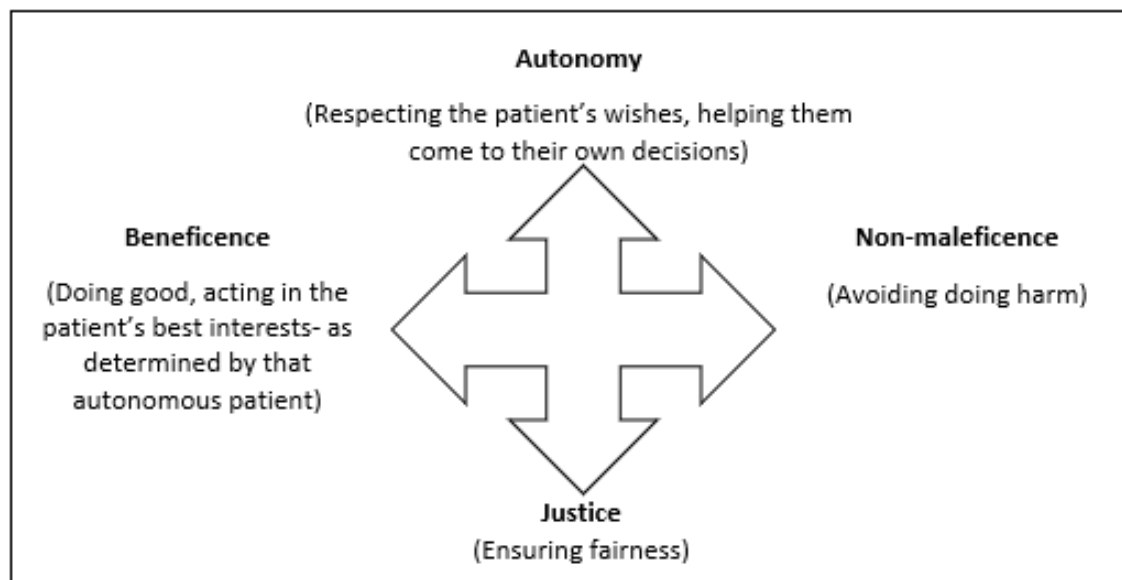 Autonomy
(Respecting the patient's wishes, helping them
come to their own decisions)
Beneficence
(Doing good, acting in the
patient's best interests- as
determined by that
autonomous patient)
Non-maleficence
(Avoiding doing harm)
Justice
(Ensuring fairness)